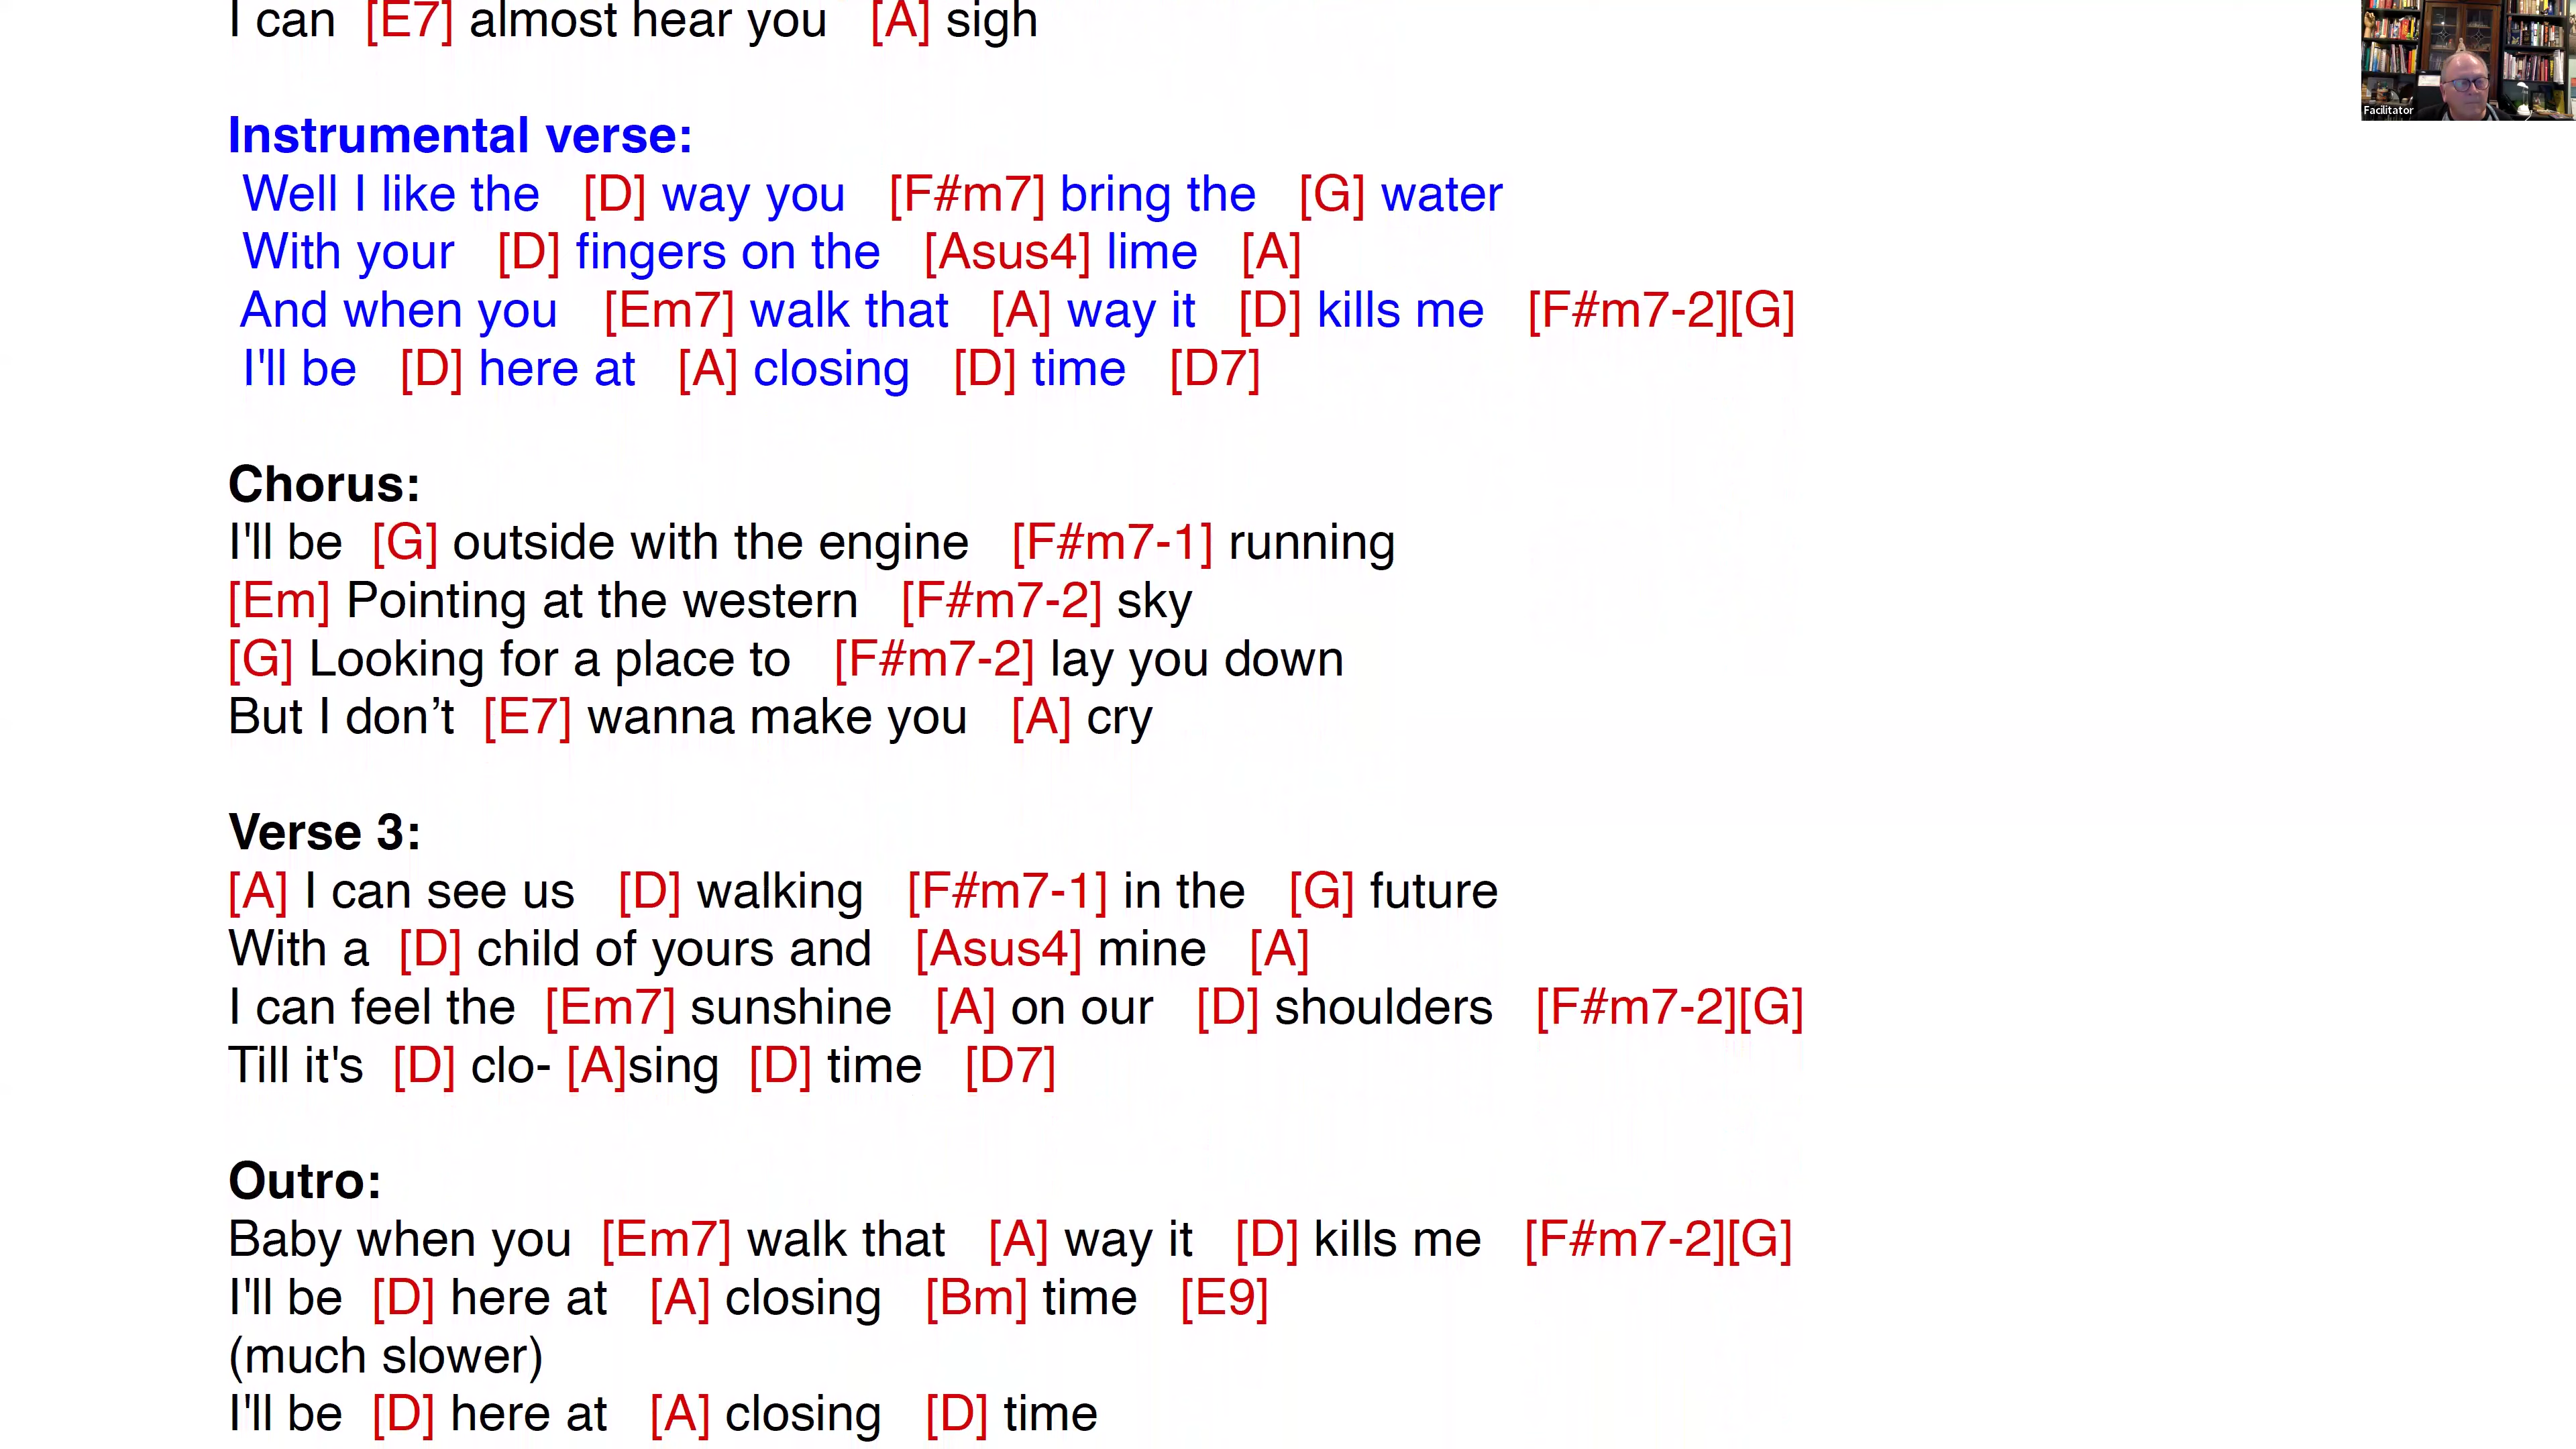 I can [E7] almost hear you [A] sigh
Facilitator
Instrumental verse:
Well I like the [D] way you [F#m7] bring the [G] water
With your [D] fingers on the [Asus4] lime [A]
And when you [Em7] walk that [A] way it [D] kills me [F#m7-2][G]
I'll be [D] here at [A] closing [D] time [D7]
Chorus:
I'll be [G] outside with the engine [F#m7-1] running
[Em] Pointing at the western [F#m7-2] sky
[G] Looking for a place to [F#m7-2] lay you down
But I don’t [E7] wanna make you [A] cry
Verse 3:
[A] I can see us [D] walking [F#m7-1] in the [G] future
With a [D] child of yours and [Asus4] mine [A]
I can feel the [Em7] sunshine [A] on our [D] shoulders [F#m7-2][G]
Till it's [D] clo- [A]sing [D] time [D7]
Outro:
Baby when you [Em7] walk that [A] way it [D] kills me [F#m7-2][G]
I'll be [D] here at [A] closing [Bm] time [E9]
(much slower)
I'll be [D] here at [A] closing [D] time